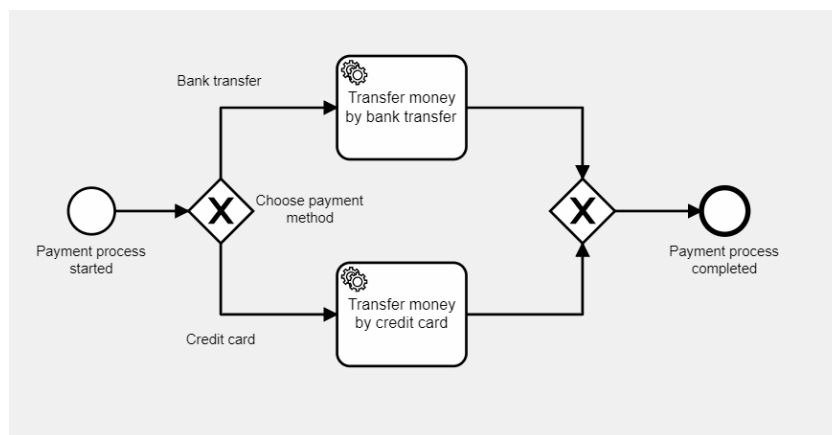 Bank transfer
Transfer money
by bank transfer
Choose payment
method
Payment process
started
Payment process
completed
Transfer money
by credit card
Credit card